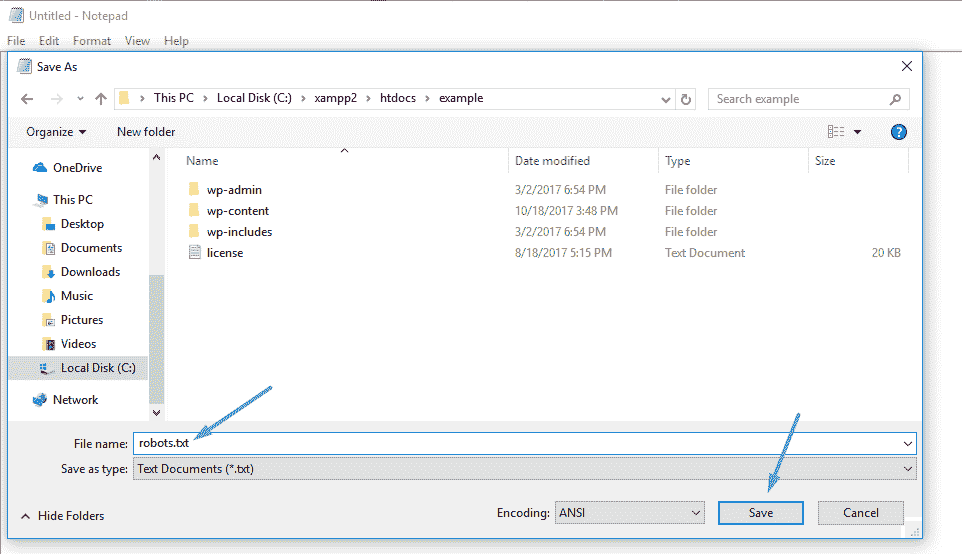 Untitled - Notepad
File Edit Format View Help
Save As
This PC Local Disk (C:) xampp2 htdocs example
Search example
Organize New folder
?
Name Date modified Type Size
OneDrive
This PC
Desktop
Documents
Downloads
Music
Pictures
Videos
Local Disk (C:)
Network
wp-admin 3/2/2017 6:54 PM File folder
wp-content 10/18/2017 3:48 PM File folder
wp-includes 3/2/2017 6:54 PM File folder
license 8/18/2017 5:15 PM Text Document 20 KB
File name: robots.txt
Save as type: Text Documents (*.txt)
Hide Folders
Encoding: ANSI
Save
Cancel